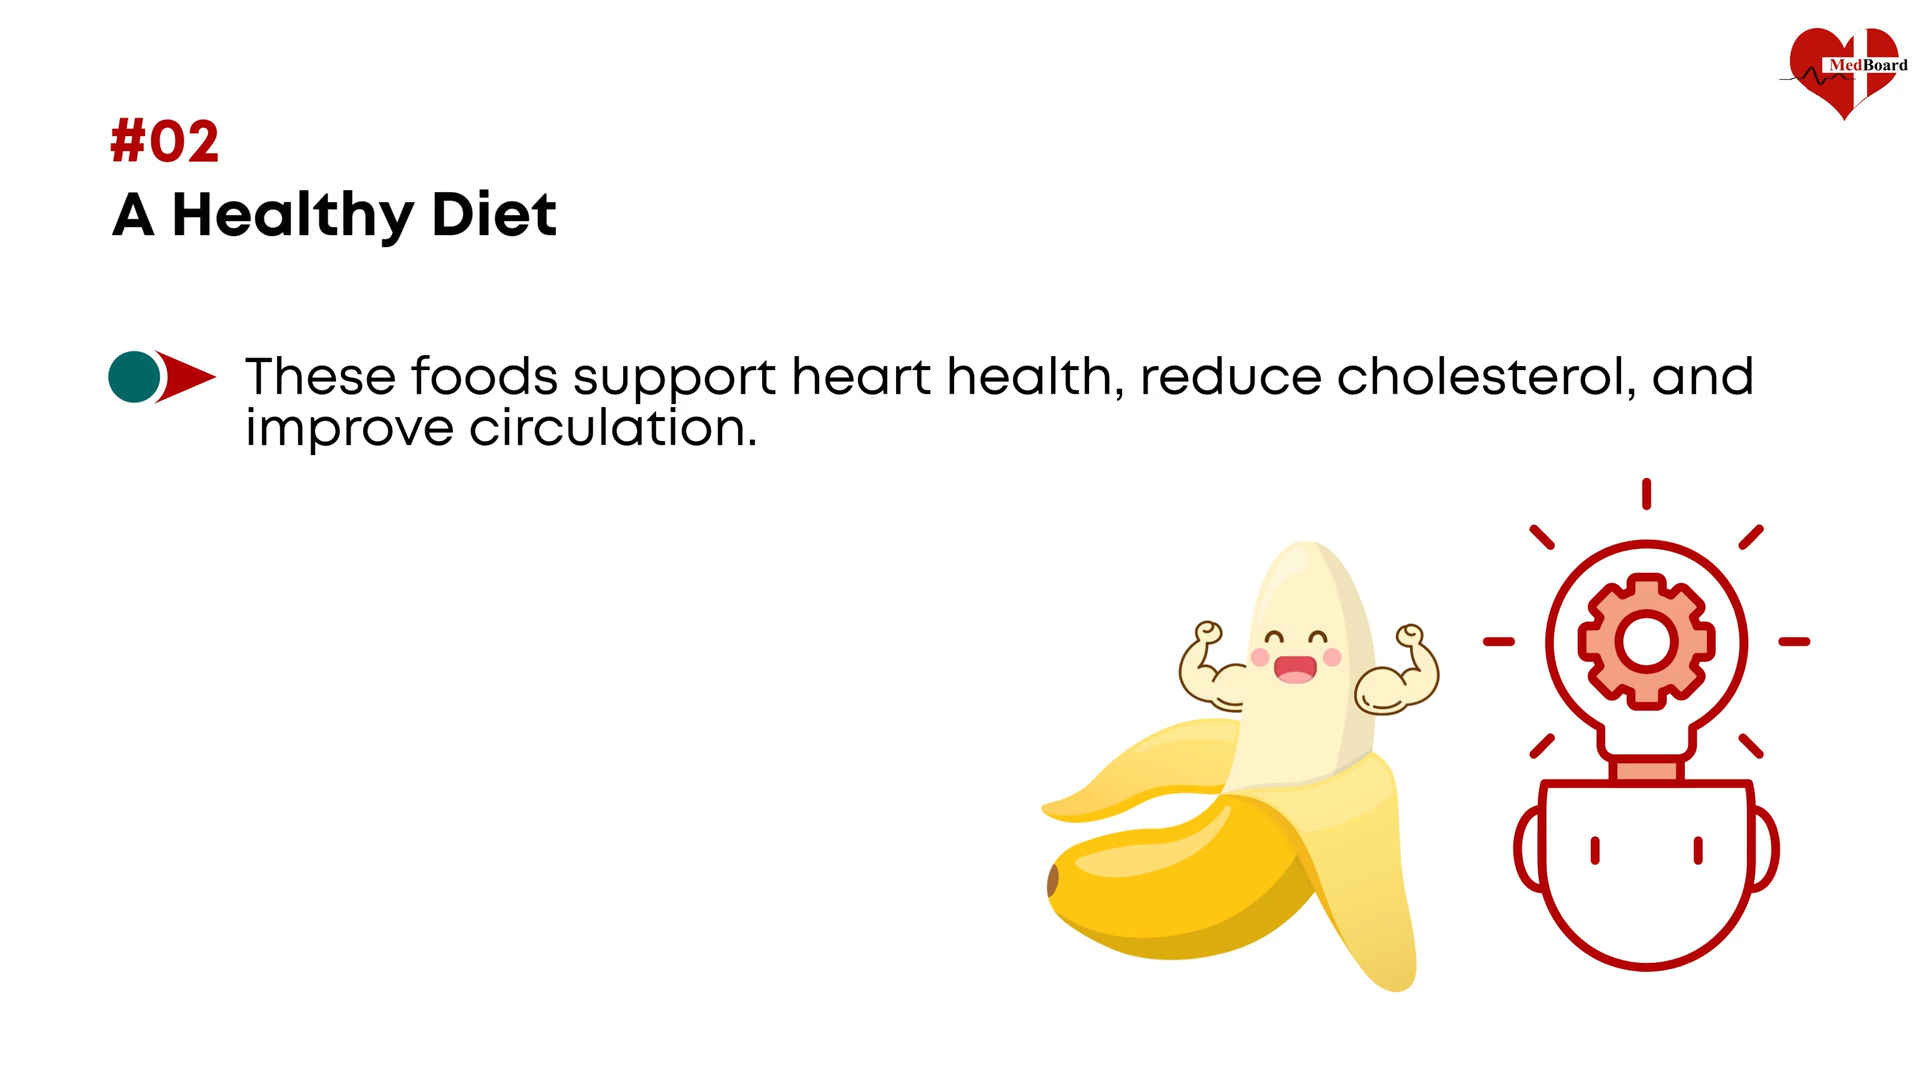 MedBoard
#02
A Healthy Diet
These foods support heart health, reduce cholesterol, and
improve circulation.